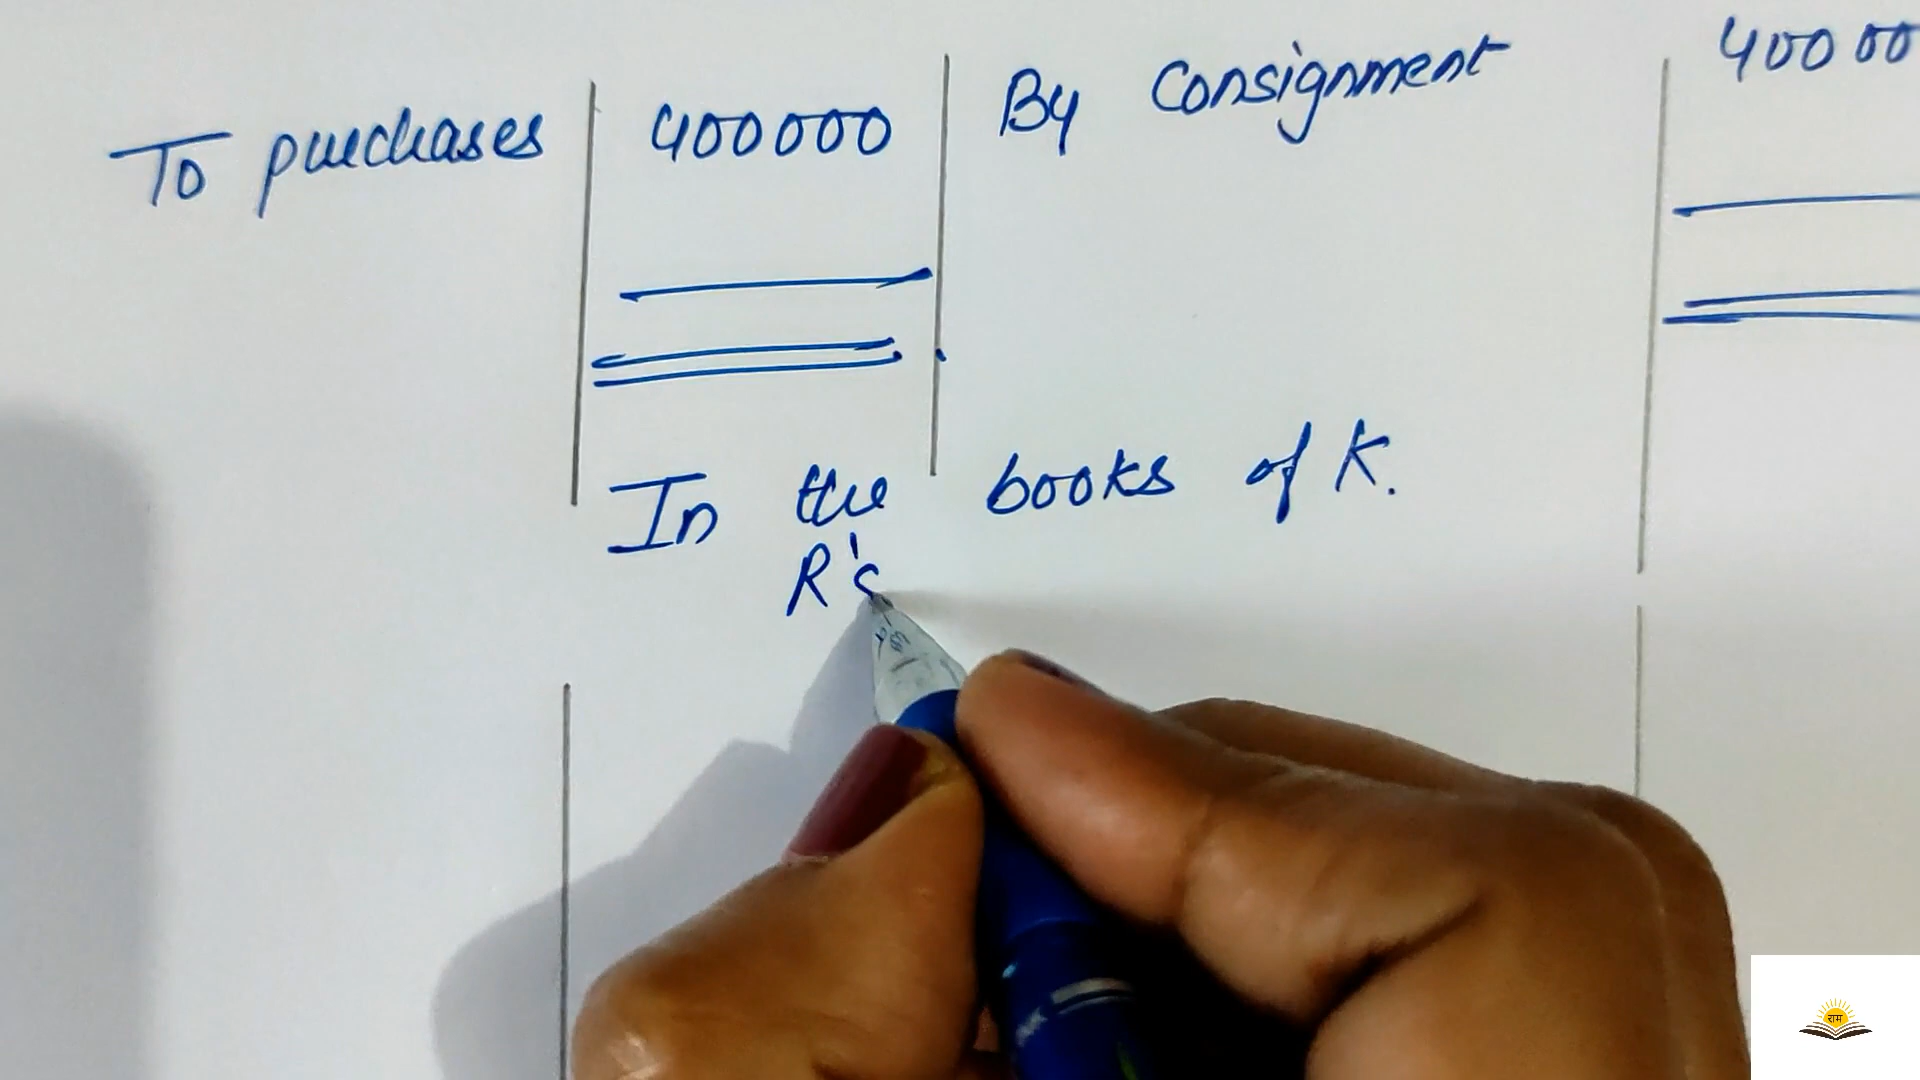 To purchases 400000 By Consignment 40000
In the books of K.
R's
राम